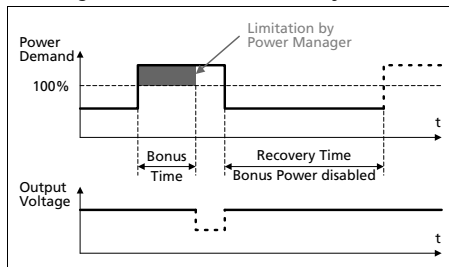 Limitation by
Power Manager
Power
Demand
100%
t
Bonus
Time
Recovery Time
Bonus Power disabled
Output
Voltage
t